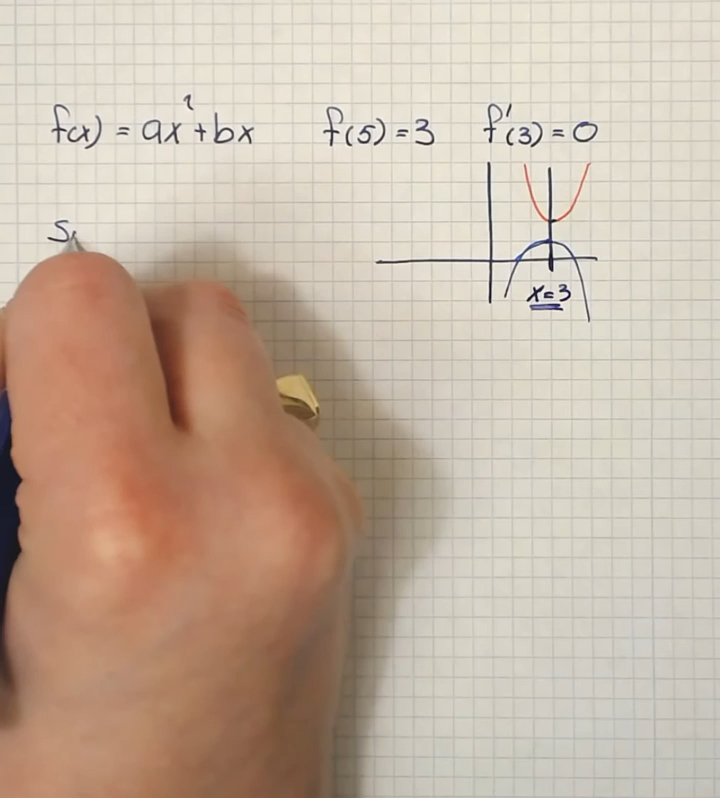 f(x) = ax²+bx f(5)=3 f'(3)=0
x=3